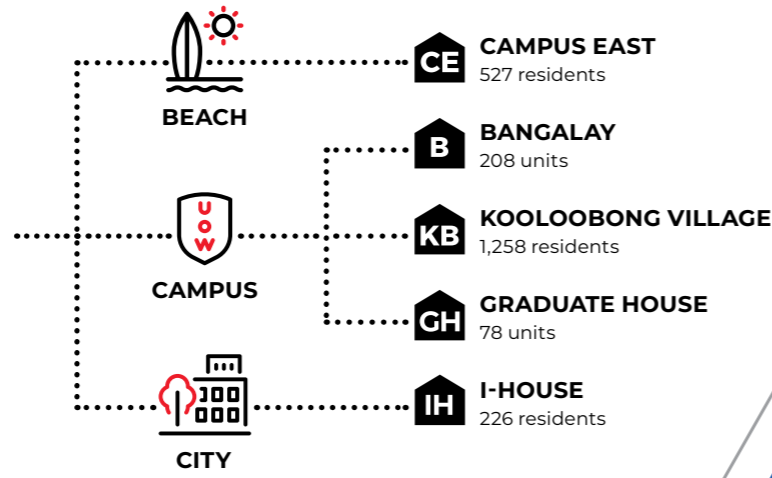 CE
CAMPUS EAST
527 residents
BEACH
B
BANGALAY
208 units
UOW
CAMPUS
KB
KOOLOOBONG VILLAGE
1,258 residents
GH
GRADUATE HOUSE
78 units
IH
I-HOUSE
226 residents
CITY